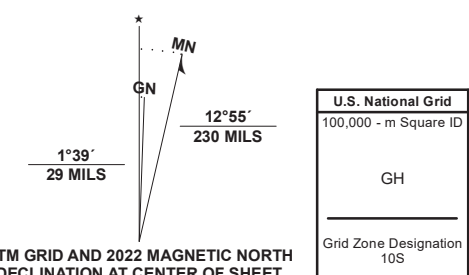 MN
GN
12°55´
230 MILS
1°39´
29 MILS
TM GRID AND 2022 MAGNETIC NORTH
DECLINATION AT CENTER OF SHEET
U.S. National Grid
100,000 - m Square ID
GH
Grid Zone Designation
10S